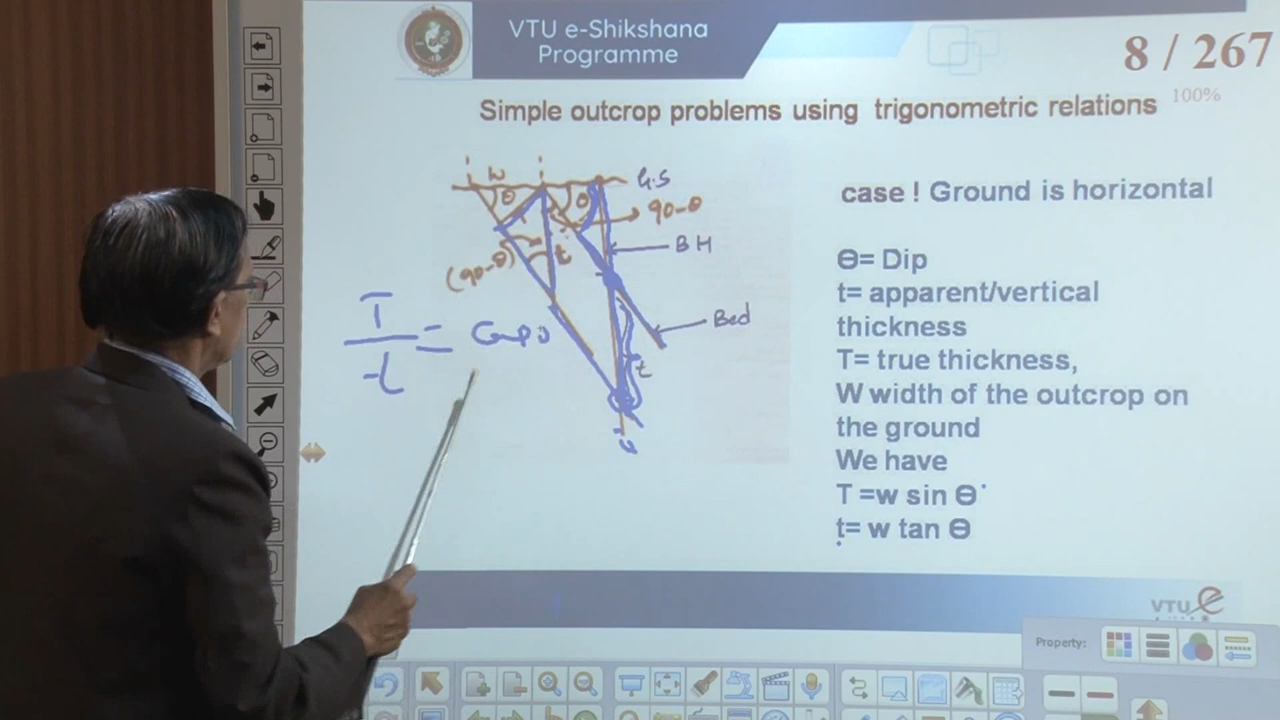 VTU e-Shikshana
Programme
8 / 267
100%
Simple outcrop problems using trigonometric relations
W
G.S
θ
θ
90-θ
BH
t
(90-θ)
Bed
t
T
t
=
case ! Ground is horizontal
Θ= Dip
t= apparent/vertical
thickness
T= true thickness,
W width of the outcrop on
the ground
We have
T =w sin Θ
t= w tan Θ
VTU e
Property: